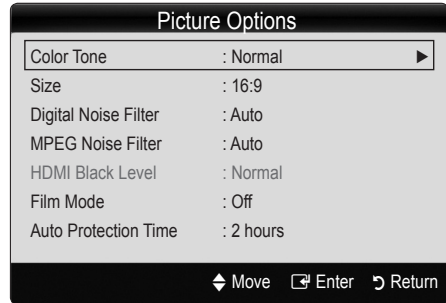 Picture Options
Color Tone : Normal ►
Size : 16:9
Digital Noise Filter : Auto
MPEG Noise Filter : Auto
HDMI Black Level : Normal
Film Mode : Off
Auto Protection Time : 2 hours
Move Enter Return